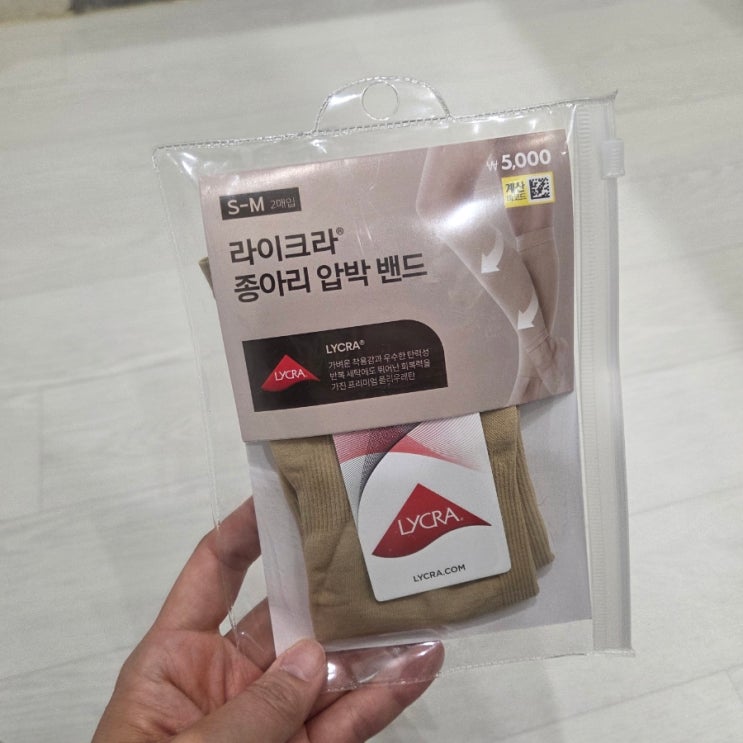 ₩5,000
계산
바코드
S-M 2매입
라이크라®
종아리 압박 밴드
LYCRA®
가벼운 착용감과 우수한 탄력성
반복 세탁에도 뛰어난 회복력을
가진 프리미엄 폴리우레탄
LYCRA
LYCRA®
LYCRA.COM